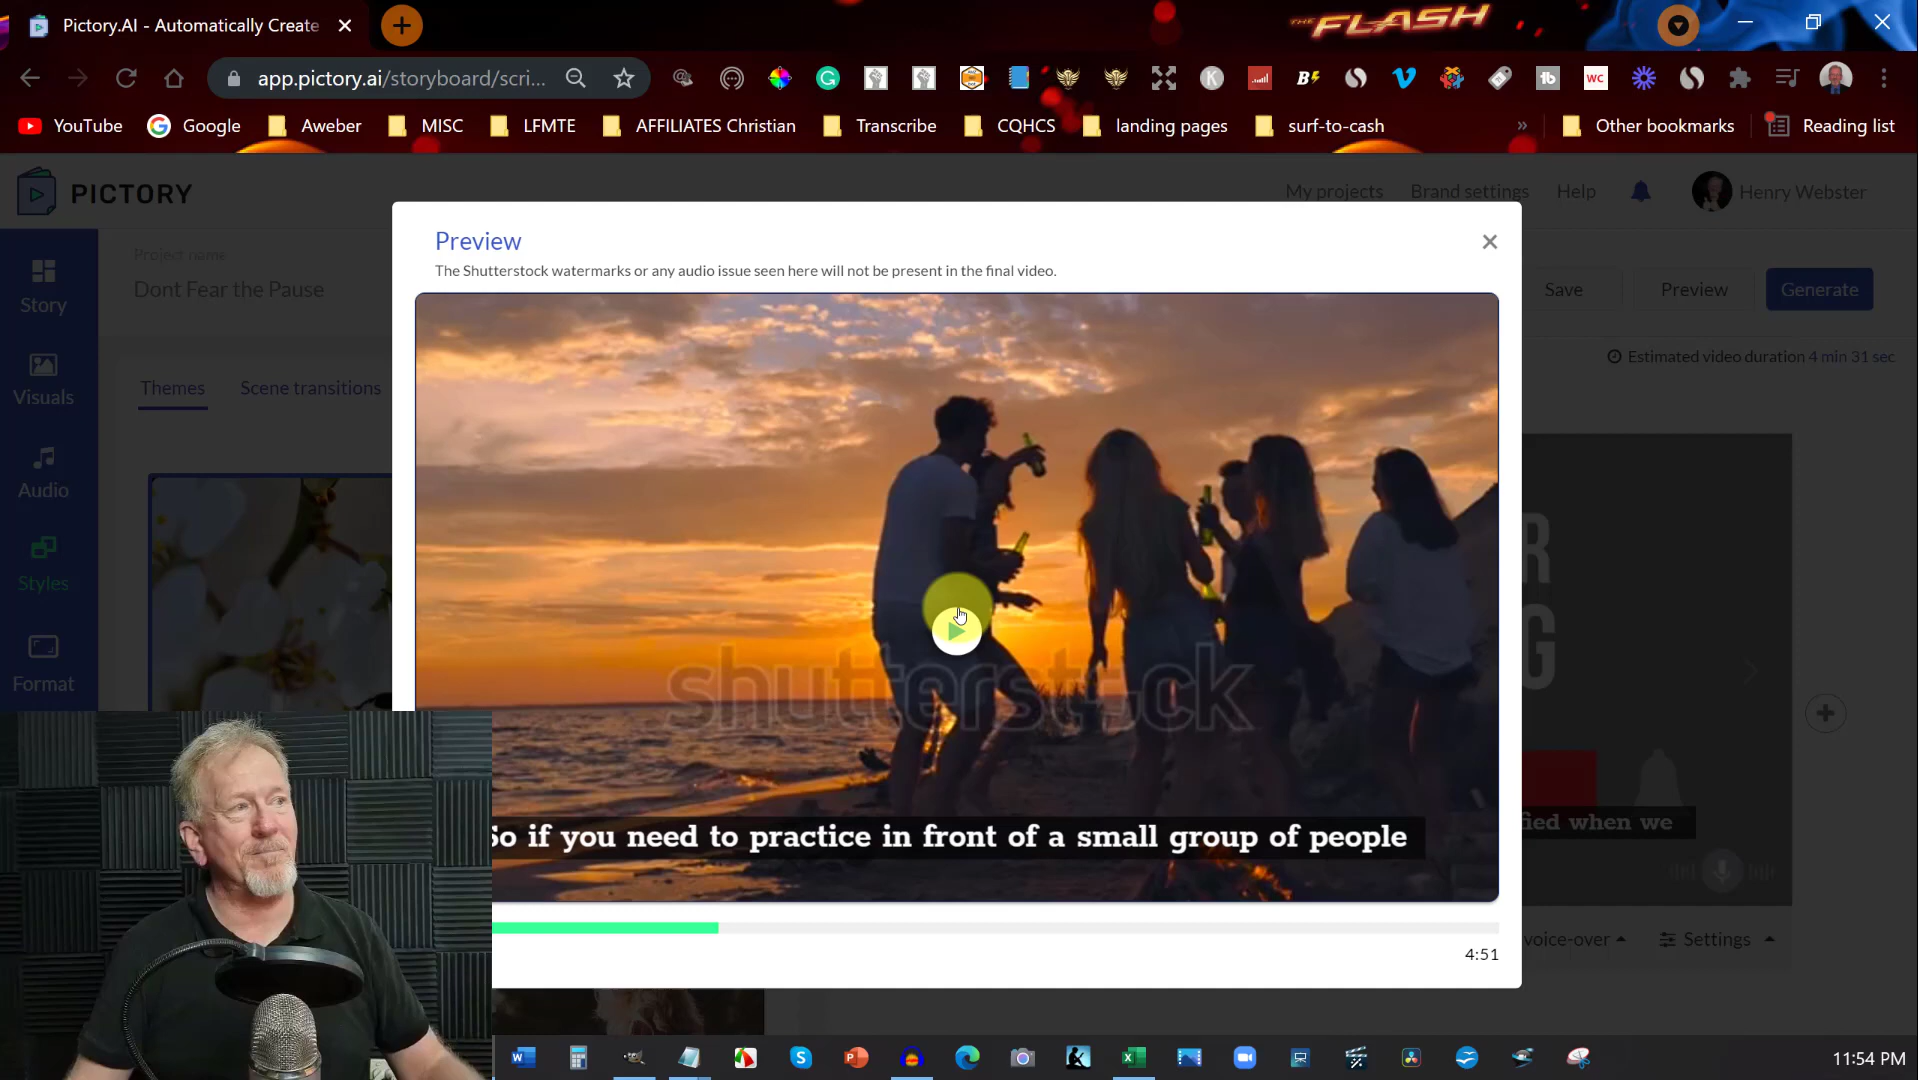 Pictory.AI - Automatically Create
THE FLASH
app.pictory.ai/storyboard/scri...
YouTube
Google
Aweber
MISC
LFMTE
AFFILIATES Christian
Transcribe
CQHCS
landing pages
surf-to-cash
»
Other bookmarks
Reading list
PICTORY
My projects
Brand settings
Help
Henry Webster
Story
Visuals
Audio
Styles
Format
Project name
Dont Fear the Pause
Save
Preview
Generate
Estimated video duration 4 min 31 sec
Themes
Scene transitions
Preview
The Shutterstock watermarks or any audio issue seen here will not be present in the final video.
shutterstock
So if you need to practice in front of a small group of people
4:51
fied when we
voice-over
Settings
11:54 PM